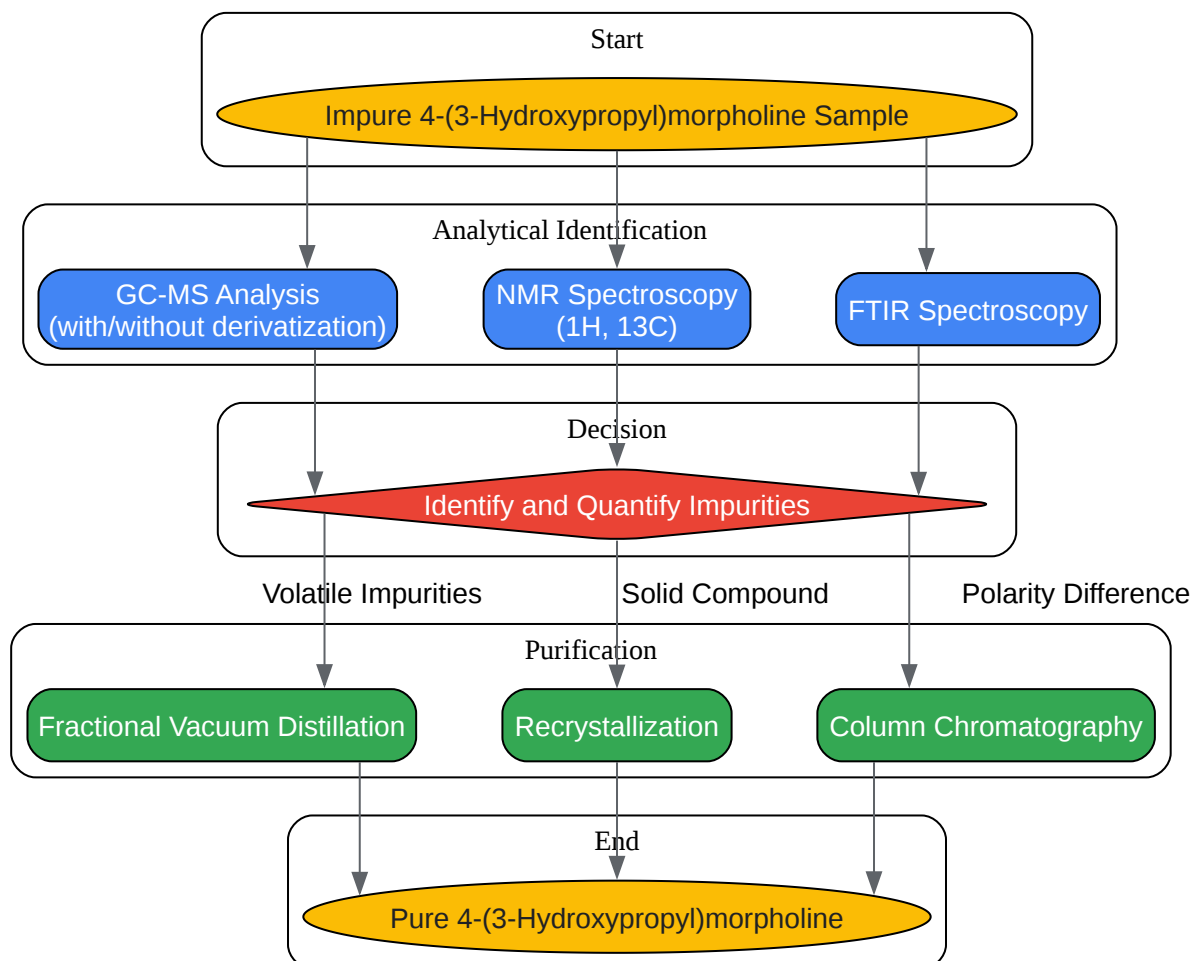 Start
Impure 4-(3-Hydroxypropyl)morpholine Sample
Analytical Identification
GC-MS Analysis
(with/without derivatization)
NMR Spectroscopy
(1H, 13C)
FTIR Spectroscopy
Decision
Identify and Quantify Impurities
Volatile Impurities
Solid Compound
Polarity Difference
Purification
Fractional Vacuum Distillation
Recrystallization
Column Chromatography
End
Pure 4-(3-Hydroxypropyl)morpholine